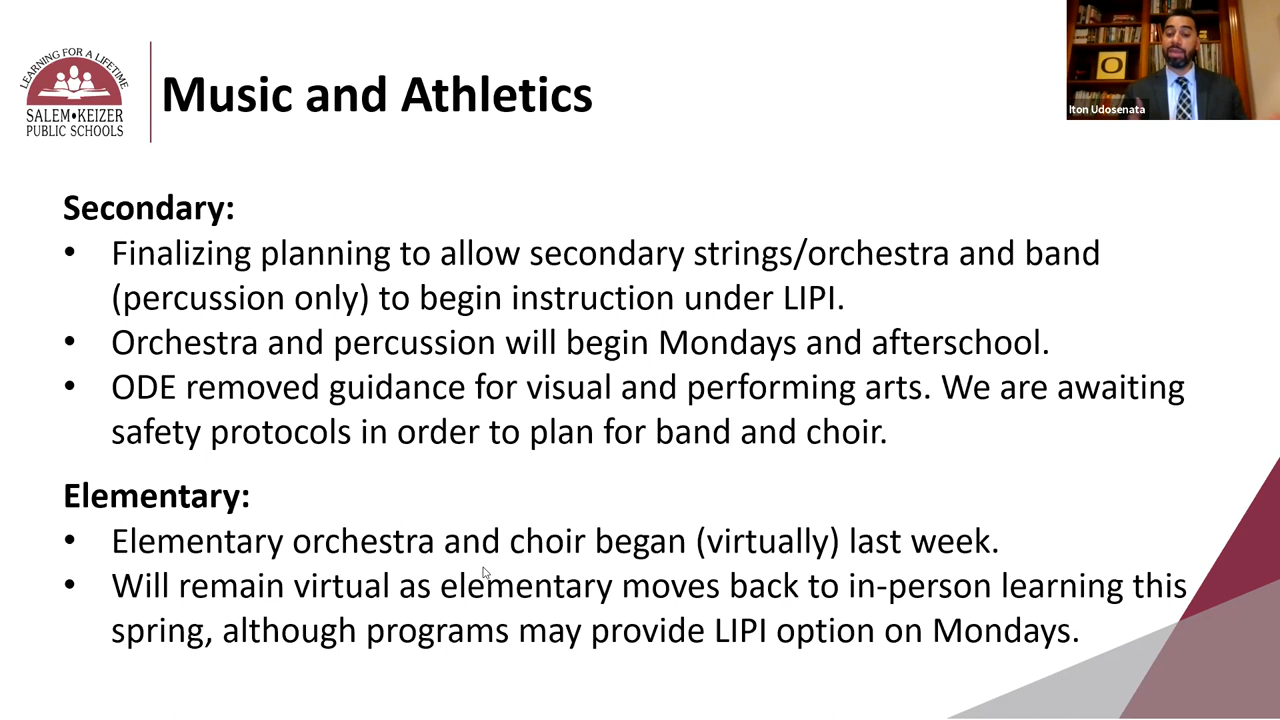 LEARNING FOR A LIFETIME
SALEM•KEIZER
PUBLIC SCHOOLS
Music and Athletics
O
Iton Udosenata
Secondary:
• Finalizing planning to allow secondary strings/orchestra and band
(percussion only) to begin instruction under LIPI.
• Orchestra and percussion will begin Mondays and afterschool.
• ODE removed guidance for visual and performing arts. We are awaiting
safety protocols in order to plan for band and choir.
Elementary:
• Elementary orchestra and choir began (virtually) last week.
• Will remain virtual as elementary moves back to in-person learning this
spring, although programs may provide LIPI option on Mondays.